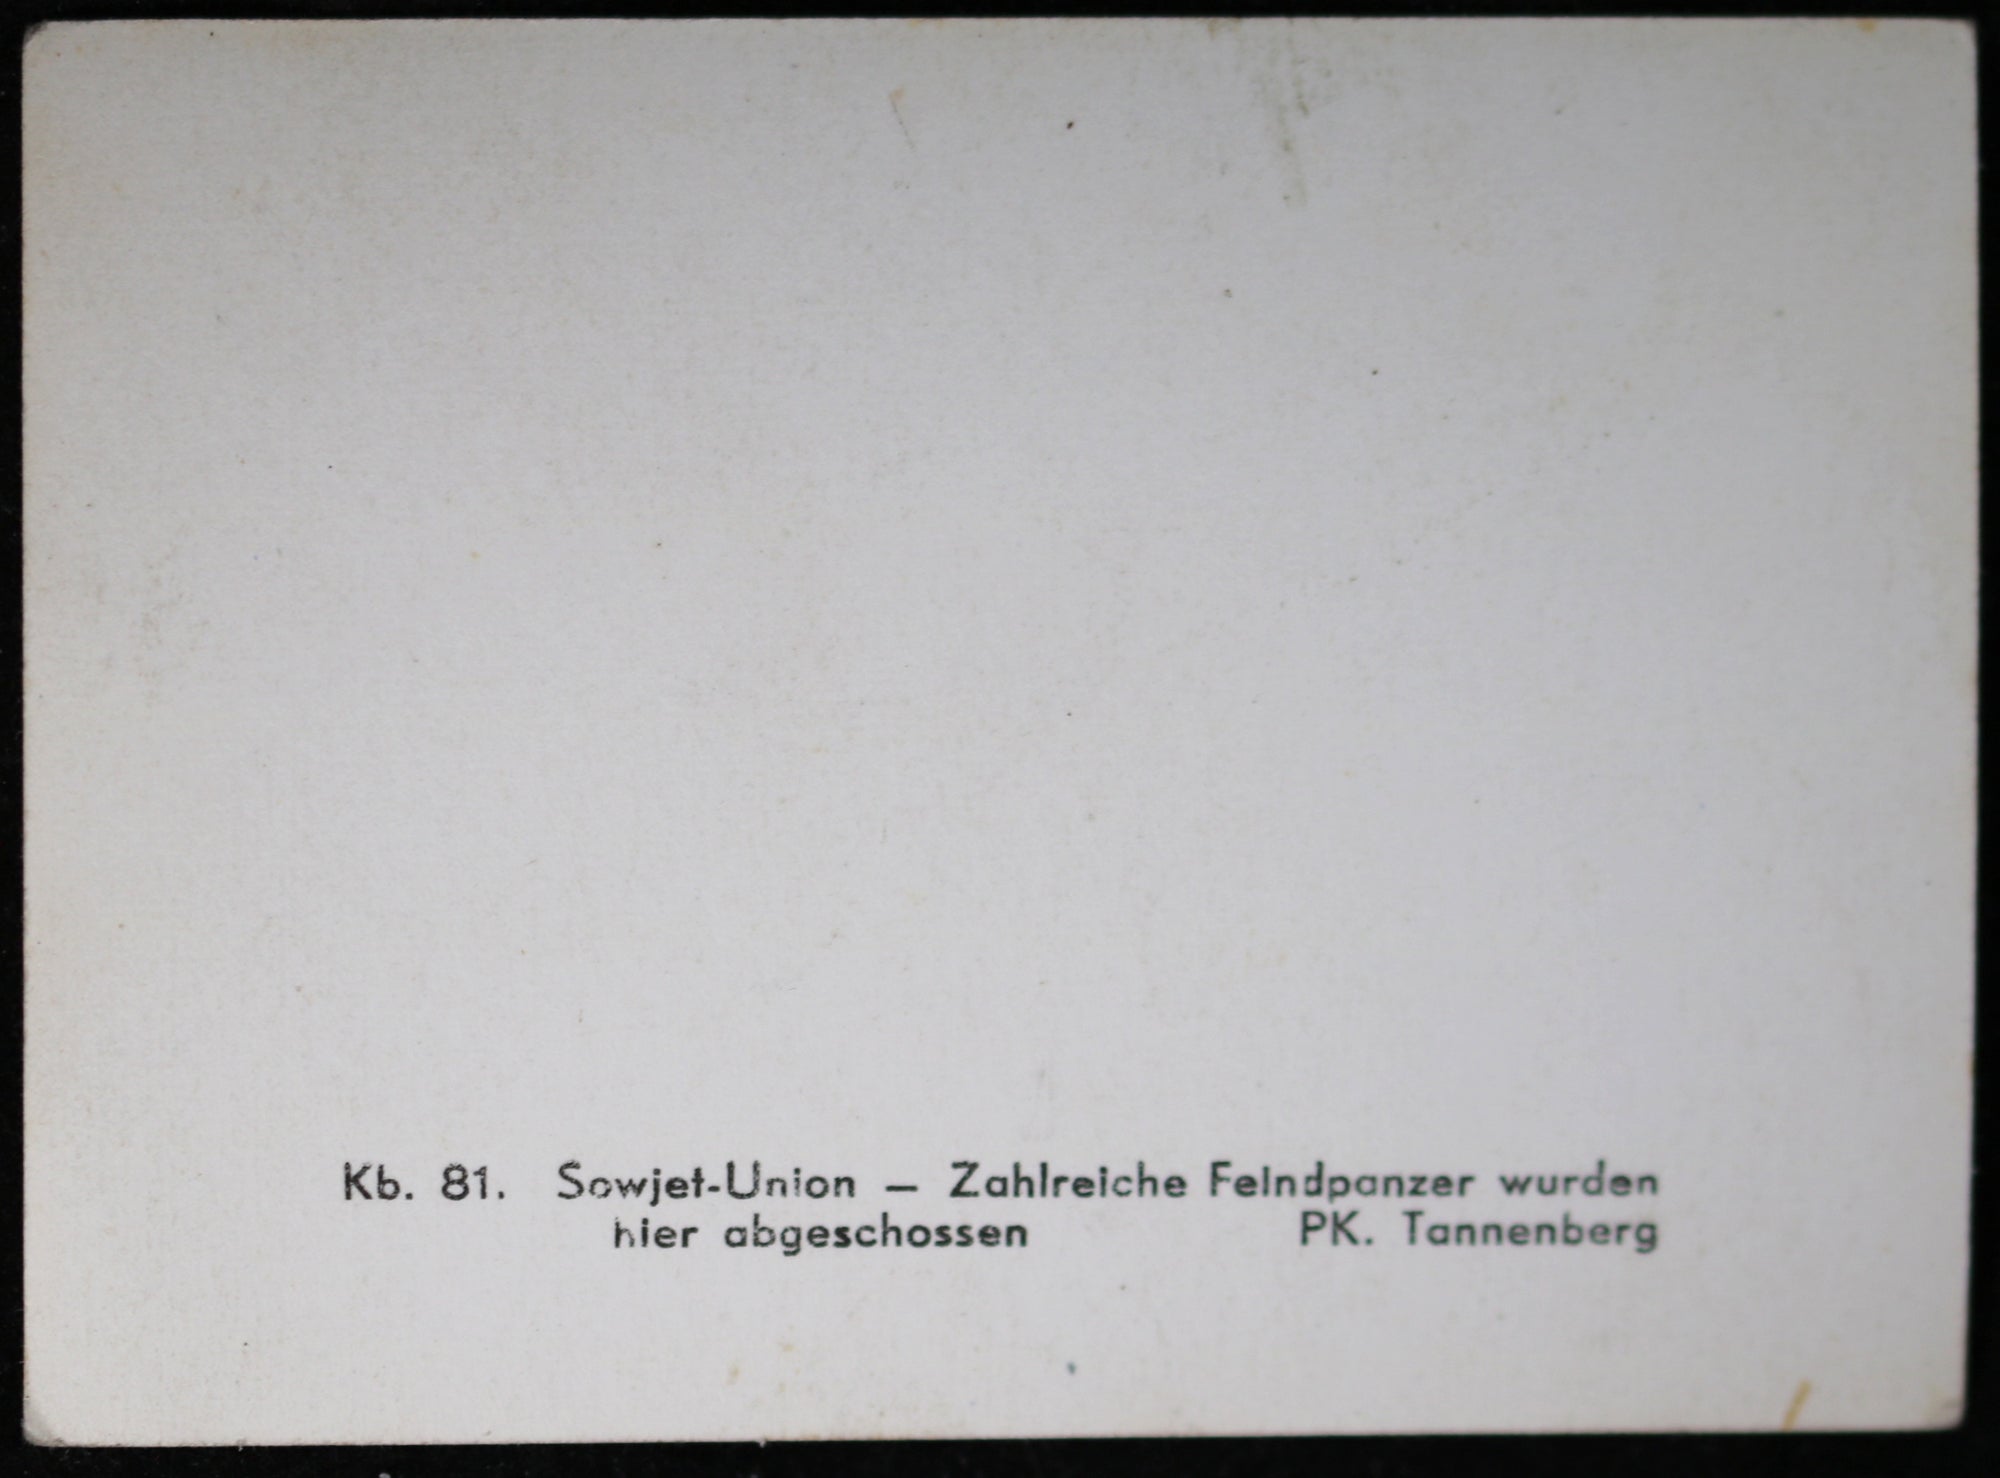 Kb. 81. Sowjet-Union — Zahlreiche Feindpanzer wurden
hier abgeschossen PK. Tannenberg